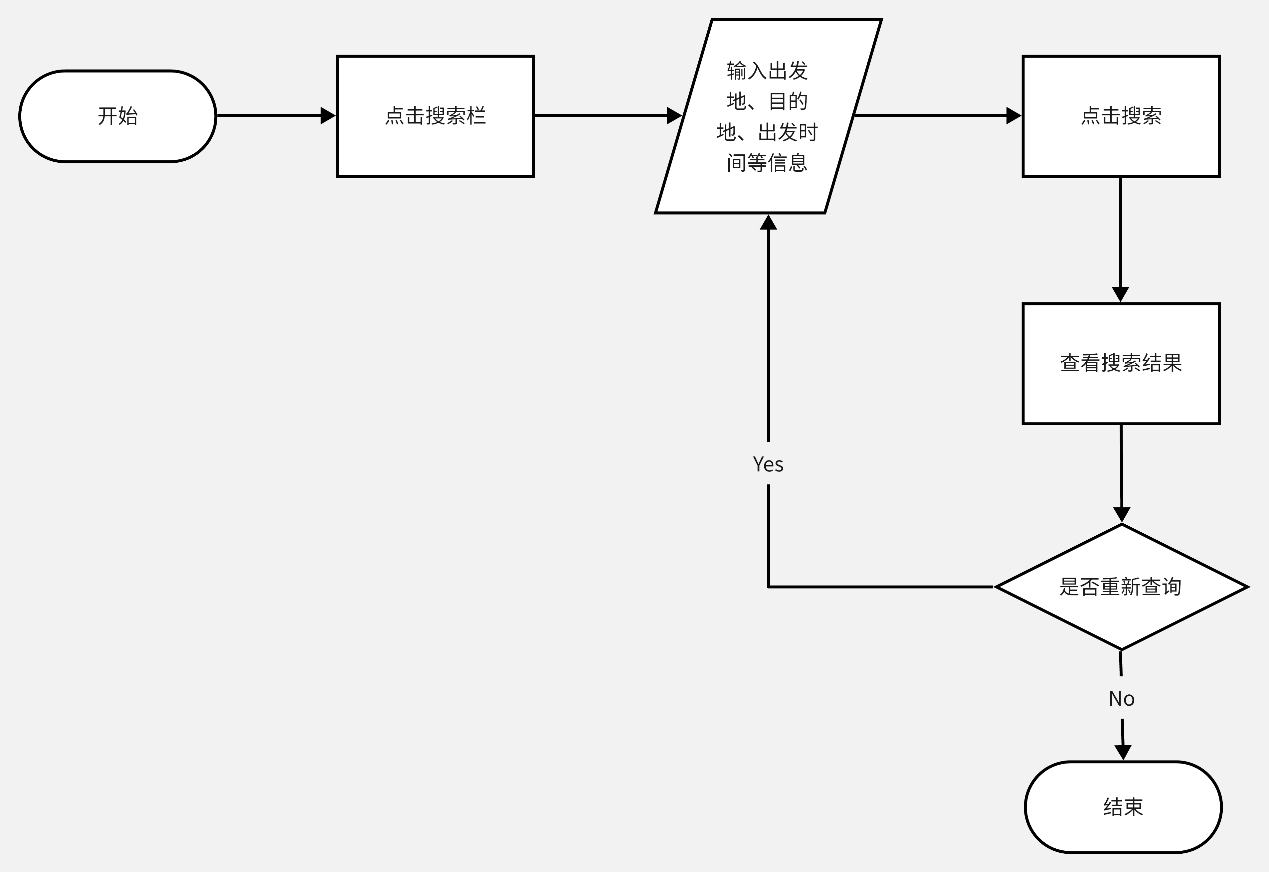 开始
点击搜索栏
输入出发
地、目的
地、出发时
间等信息
点击搜索
查看搜索结果
Yes
是否重新查询
No
结束